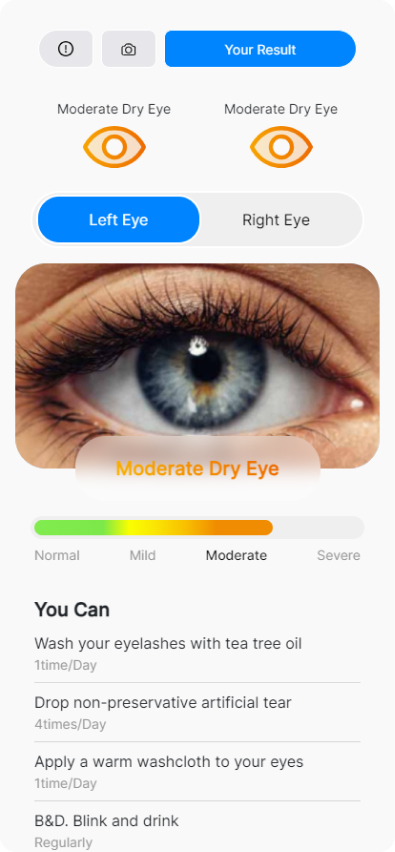 Your Result
Moderate Dry Eye
Moderate Dry Eye
Left Eye
Right Eye
Moderate Dry Eye
Normal
Mild
Moderate
Severe
You Can
Wash your eyelashes with tea tree oil
1time/Day
Drop non-preservative artificial tear
4times/Day
Apply a warm washcloth to your eyes
1time/Day
B&D. Blink and drink
Regularly